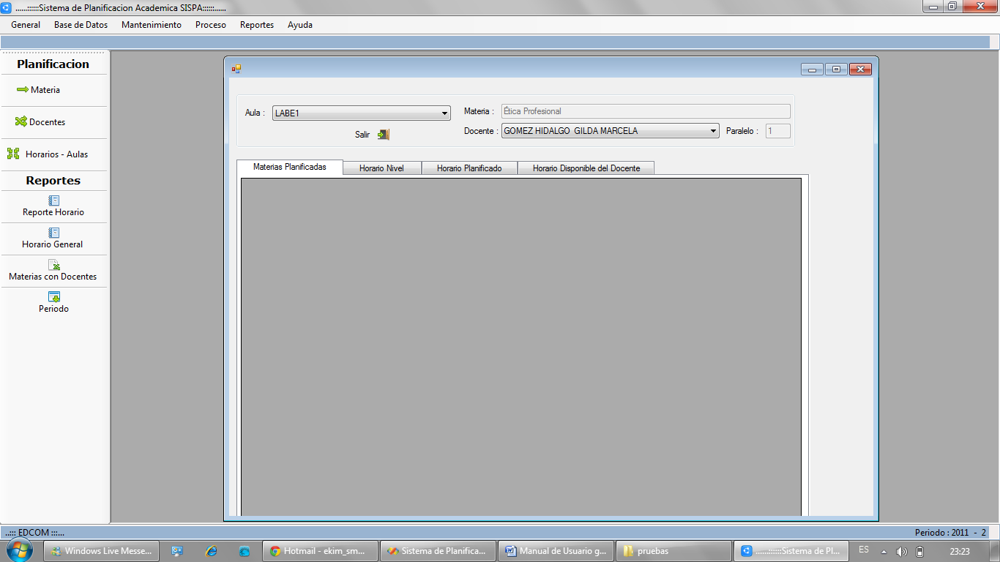 ......::::::Sistema de Planificacion Academica SISPA::::::......
General Base de Datos Mantenimiento Proceso Reportes Ayuda
Planificacion
Materia
Docentes
Horarios - Aulas
Reportes
Reporte Horario
Horario General
Materias con Docentes
Periodo
Aula : LABE1
Salir
Materia : Ética Profesional
Docente : GOMEZ HIDALGO GILDA MARCELA Paralelo : 1
Materias Planificadas Horario Nivel Horario Planificado Horario Disponible del Docente
..::: EDCOM :::... Periodo : 2011 - 2
Windows Live Messe... Hotmail - ekim_sm... Sistema de Planifica... Manual de Usuario g... pruebas ......::::::Sistema de Pl... ES 23:23